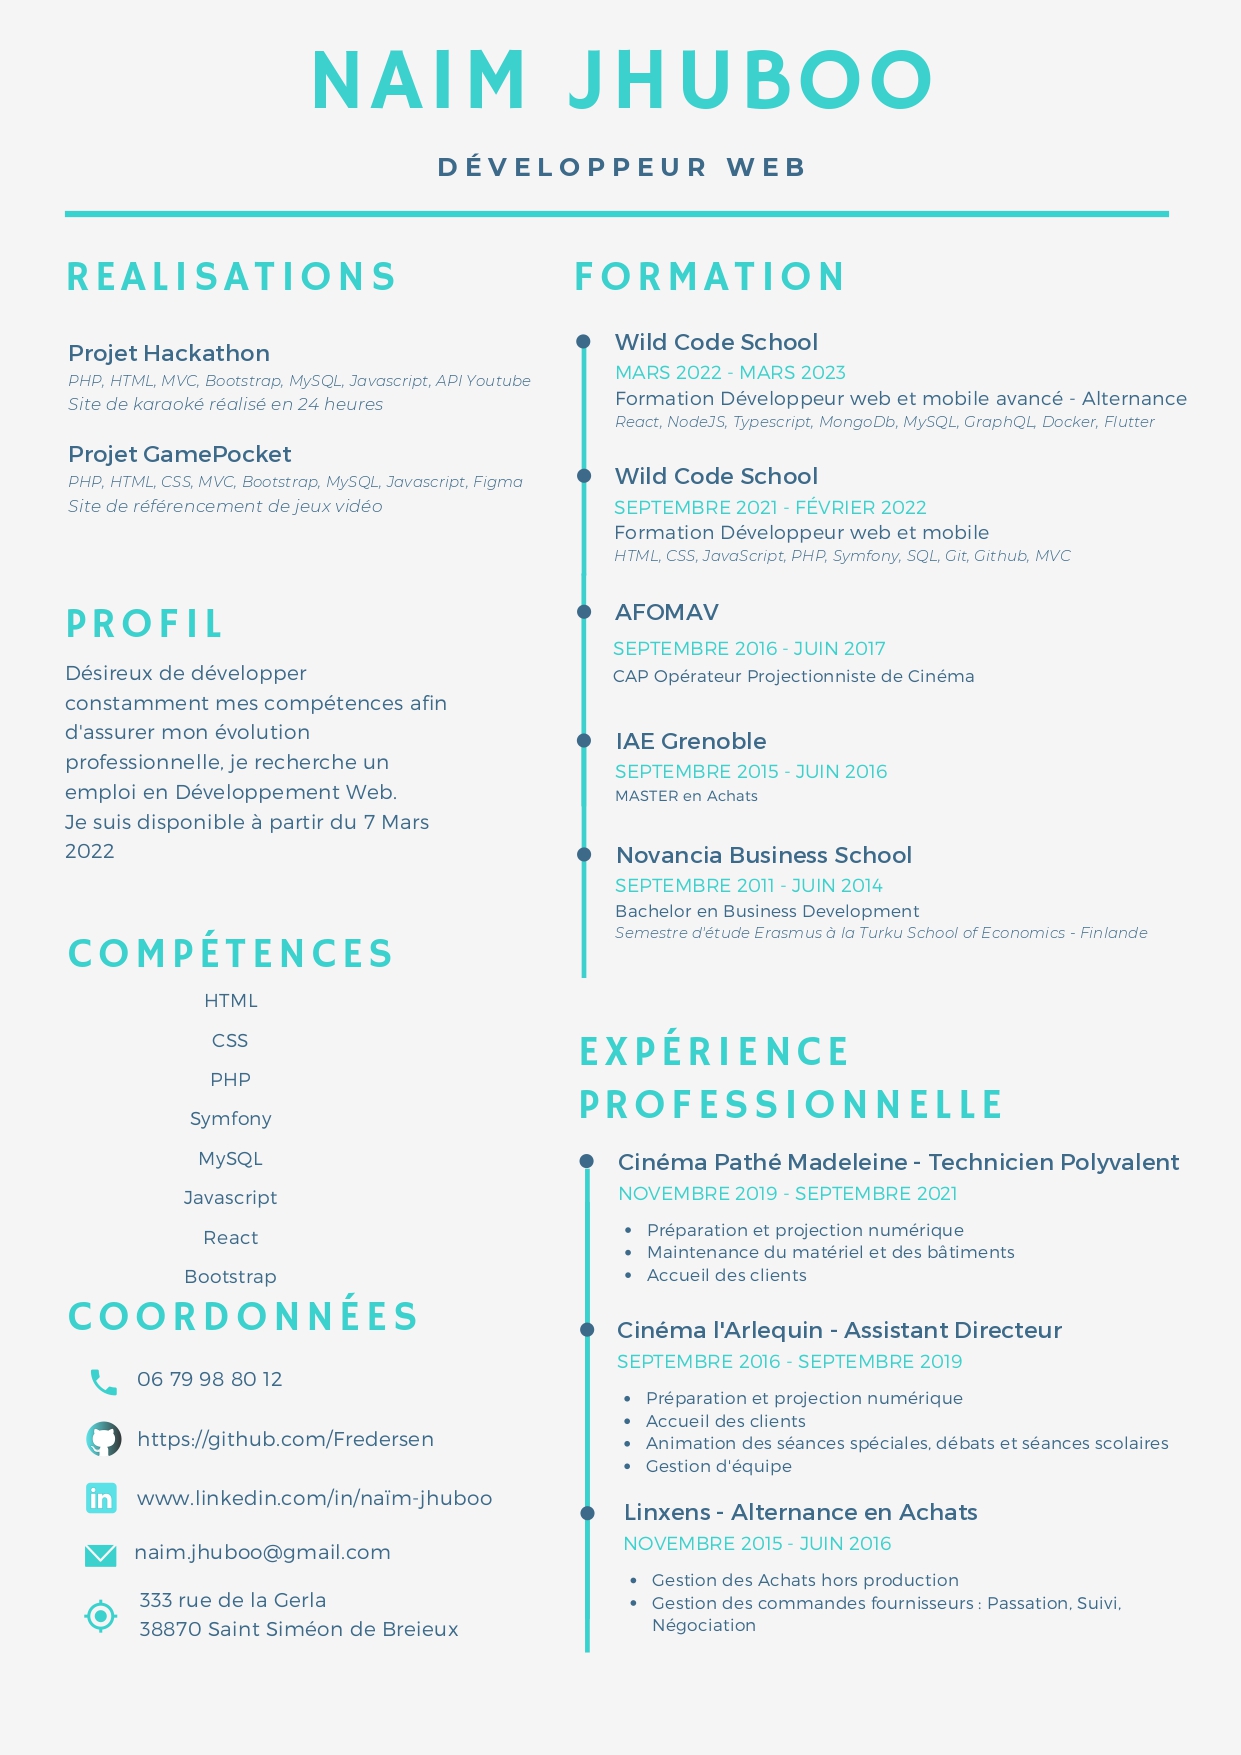 NAIM JHUBOO
DÉVELOPPEUR WEB
REALISATIONS
Projet Hackathon
PHP, HTML, MVC, Bootstrap, MySQL, Javascript, API Youtube
Site de karaoké réalisé en 24 heures
Projet GamePocket
PHP, HTML, CSS, MVC, Bootstrap, MySQL, Javascript, Figma
Site de référencement de jeux vidéo
PROFIL
Désireux de développer
constamment mes compétences afin
d'assurer mon évolution
professionnelle, je recherche un
emploi en Développement Web.
Je suis disponible à partir du 7 Mars
2022
COMPÉTENCES
HTML
CSS
PHP
Symfony
MySQL
Javascript
React
Bootstrap
COORDONNÉES
06 79 98 80 12
https://github.com/Fredersen
www.linkedin.com/in/naïm-jhuboo
naim.jhuboo@gmail.com
333 rue de la Gerla
38870 Saint Siméon de Breieux
FORMATION
Wild Code School
MARS 2022 - MARS 2023
Formation Développeur web et mobile avancé - Alternance
React, NodeJS, Typescript, MongoDb, MySQL, GraphQL, Docker, Flutter
Wild Code School
SEPTEMBRE 2021 - FÉVRIER 2022
Formation Développeur web et mobile
HTML, CSS, JavaScript, PHP, Symfony, SQL, Git, Github, MVC
AFOMAV
SEPTEMBRE 2016 - JUIN 2017
CAP Opérateur Projectionniste de Cinéma
IAE Grenoble
SEPTEMBRE 2015 - JUIN 2016
MASTER en Achats
Novancia Business School
SEPTEMBRE 2011 - JUIN 2014
Bachelor en Business Development
Semestre d'étude Erasmus à la Turku School of Economics - Finlande
EXPÉRIENCE
PROFESSIONNELLE
Cinéma Pathé Madeleine - Technicien Polyvalent
NOVEMBRE 2019 - SEPTEMBRE 2021
• Préparation et projection numérique
• Maintenance du matériel et des bâtiments
• Accueil des clients
Cinéma l'Arlequin - Assistant Directeur
SEPTEMBRE 2016 - SEPTEMBRE 2019
• Préparation et projection numérique
• Accueil des clients
• Animation des séances spéciales, débats et séances scolaires
• Gestion d'équipe
Linxens - Alternance en Achats
NOVEMBRE 2015 - JUIN 2016
• Gestion des Achats hors production
• Gestion des commandes fournisseurs : Passation, Suivi,
Négociation